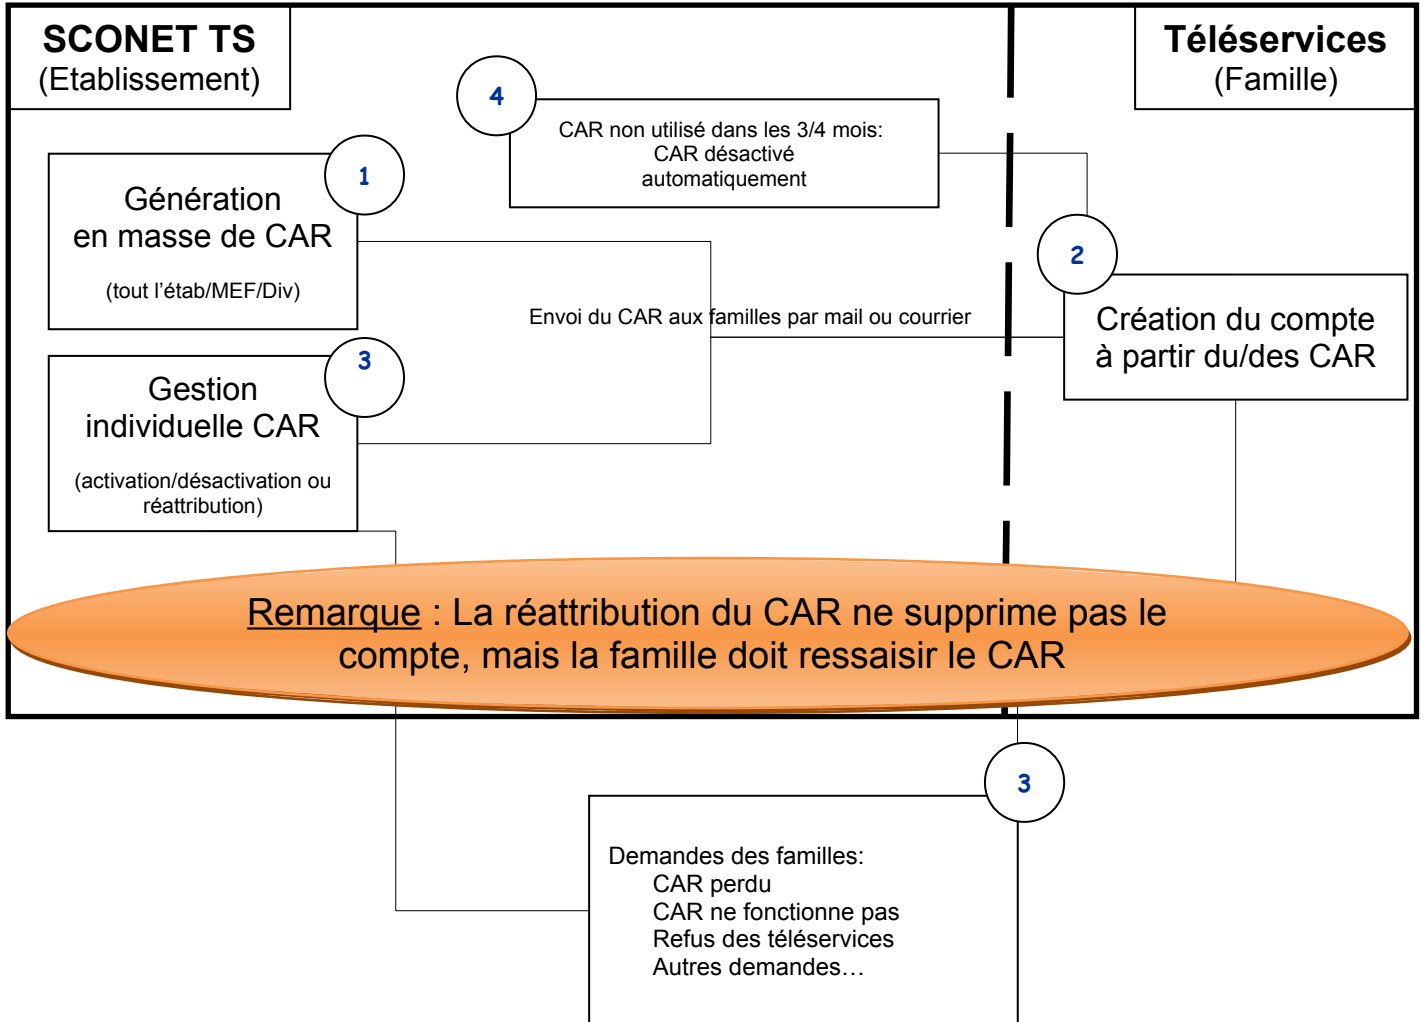 SCONET TS
(Etablissement)
Téléservices
(Famille)
4
CAR non utilisé dans les 3/4 mois:
CAR désactivé
automatiquement
1
Génération
en masse de CAR
(tout l’étab/MEF/Div)
2
Création du compte
à partir du/des CAR
Envoi du CAR aux familles par mail ou courrier
3
Gestion
individuelle CAR
(activation/désactivation ou
réattribution)
Remarque : La réattribution du CAR ne supprime pas le
compte, mais la famille doit ressaisir le CAR
3
Demandes des familles:
CAR perdu
CAR ne fonctionne pas
Refus des téléservices
Autres demandes…